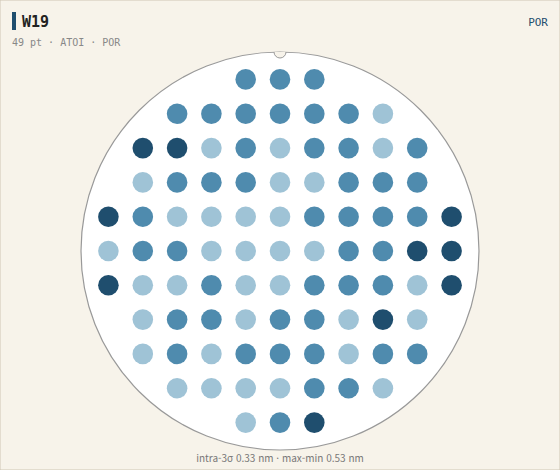 W19
POR
49 pt · ATOI · POR
intra-3σ 0.33 nm · max-min 0.53 nm